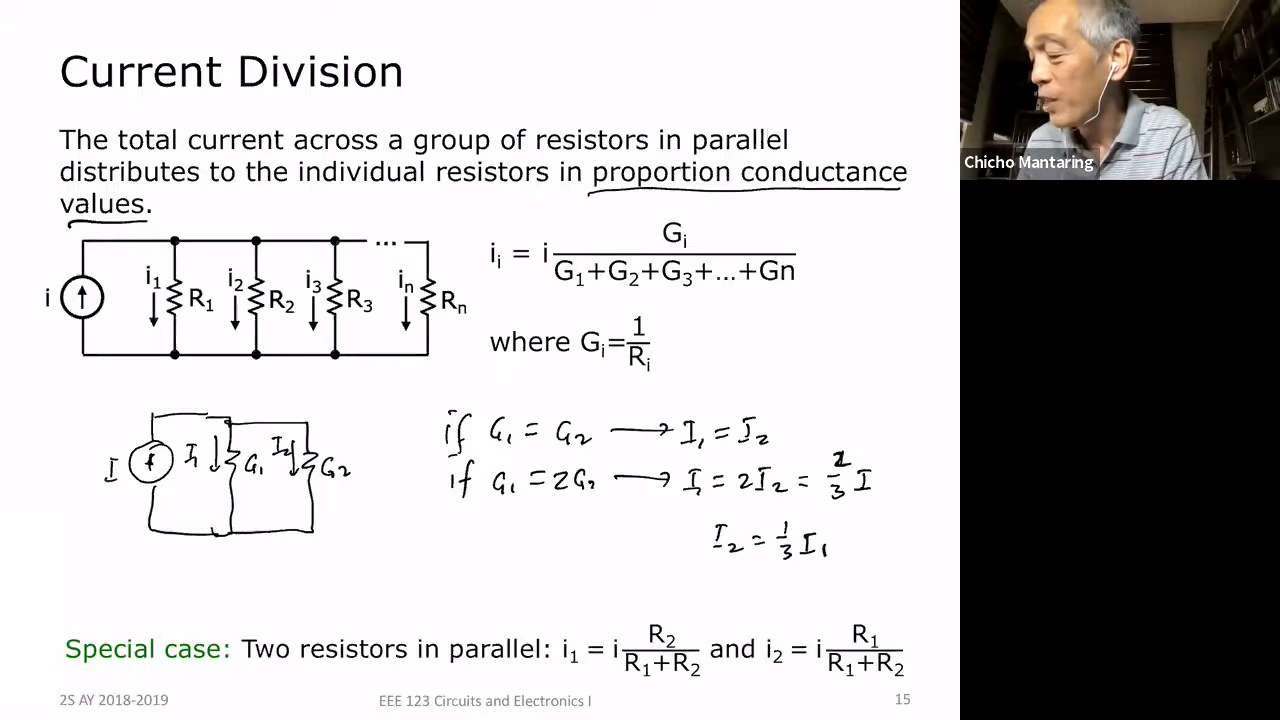 Current Division
Chicho Mantaring
The total current across a group of resistors in parallel
distributes to the individual resistors in proportion conductance
values.
i i₁ R₁ i₂ R₂ i₃ R₃ ... iₙ Rₙ
iᵢ = i Gᵢ / G₁+G₂+G₃+...+Gn
where Gᵢ=1/Rᵢ
I I₁ G₁ I₂ G₂
if G₁ = G₂ → I₁ = I₂
if G₁ = 2G₂ → I₁ = 2I₂ = 2/3 I
I₂ = 1/3 I₁
Special case: Two resistors in parallel: i₁ = i R₂/R₁+R₂ and i₂ = i R₁/R₁+R₂
2S AY 2018-2019 EEE 123 Circuits and Electronics I 15